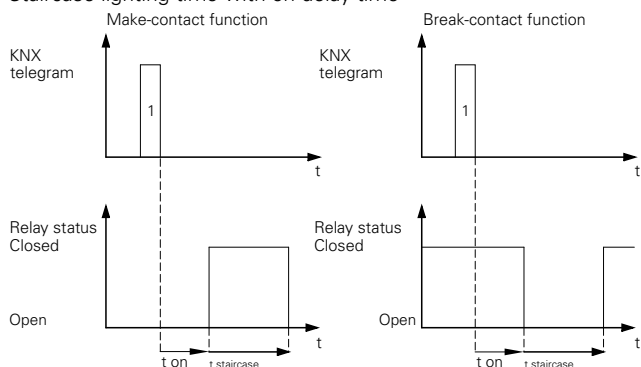 Staircase lighting time with on delay time
Make-contact function
KNX
telegram
1
t
Relay status
Closed
Open
t
t on
t staircase
Break-contact function
KNX
telegram
1
t
Relay status
Closed
Open
t
t on
t staircase